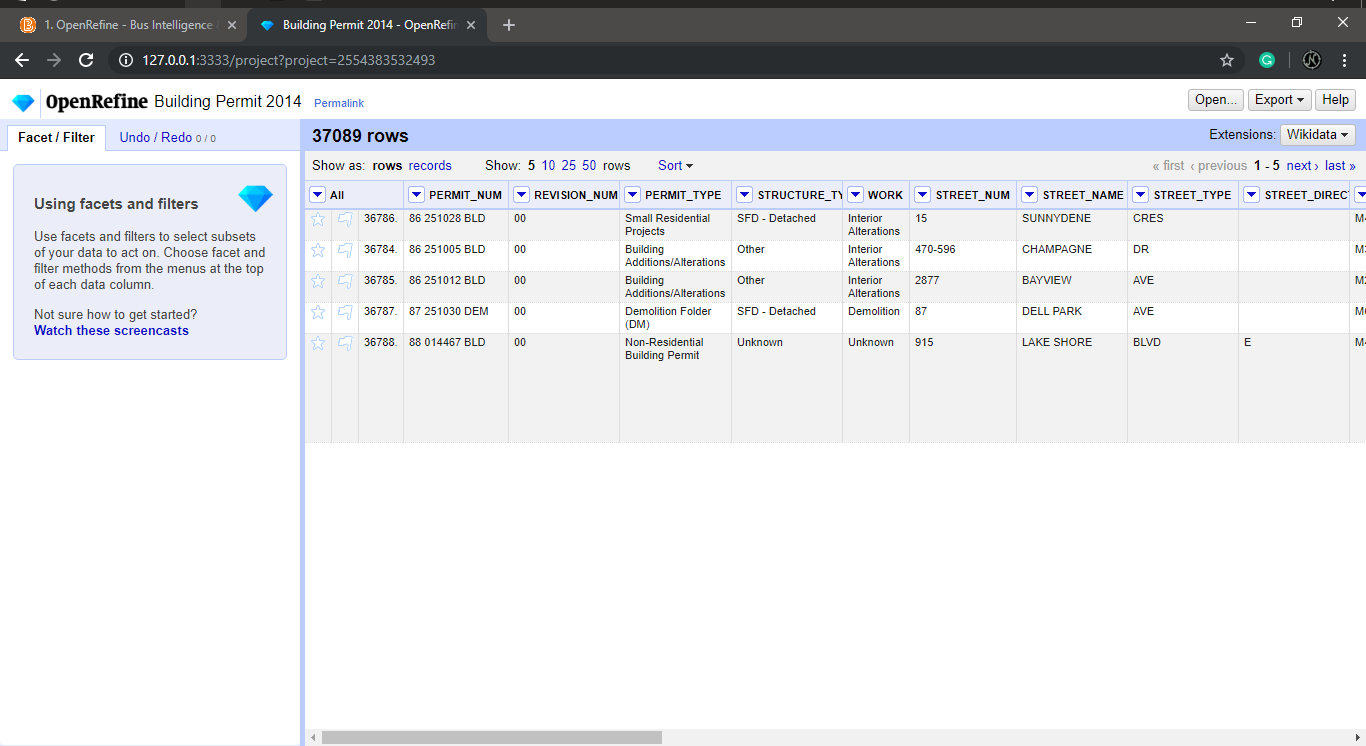 1. OpenRefine - Bus Intelligence
Building Permit 2014 - OpenRefin
127.0.0.1:3333/project?project=2554383532493
OpenRefine Building Permit 2014 Permalink
Open... Export Help
Facet / Filter Undo / Redo 0 / 0
37089 rows
Extensions: Wikidata
Show as: rows records Show: 5 10 25 50 rows Sort
« first ‹ previous 1 - 5 next › last »
Using facets and filters
Use facets and filters to select subsets
of your data to act on. Choose facet and
filter methods from the menus at the top
of each data column.
Not sure how to get started?
Watch these screencasts
All PERMIT_NUM REVISION_NUM PERMIT_TYPE STRUCTURE_TY WORK STREET_NUM STREET_NAME STREET_TYPE STREET_DIREC
36786. 86 251028 BLD 00 Small Residential SFD - Detached Interior 15 SUNNYDENE CRES
Projects Alterations
36784. 86 251005 BLD 00 Building Other Interior 470-596 CHAMPAGNE DR
Additions/Alterations Alterations
36785. 86 251012 BLD 00 Building Other Interior 2877 BAYVIEW AVE
Additions/Alterations Alterations
36787. 87 251030 DEM 00 Demolition Folder SFD - Detached Demolition 87 DELL PARK AVE
(DM)
36788. 88 014467 BLD 00 Non-Residential Unknown Unknown 915 LAKE SHORE BLVD E
Building Permit